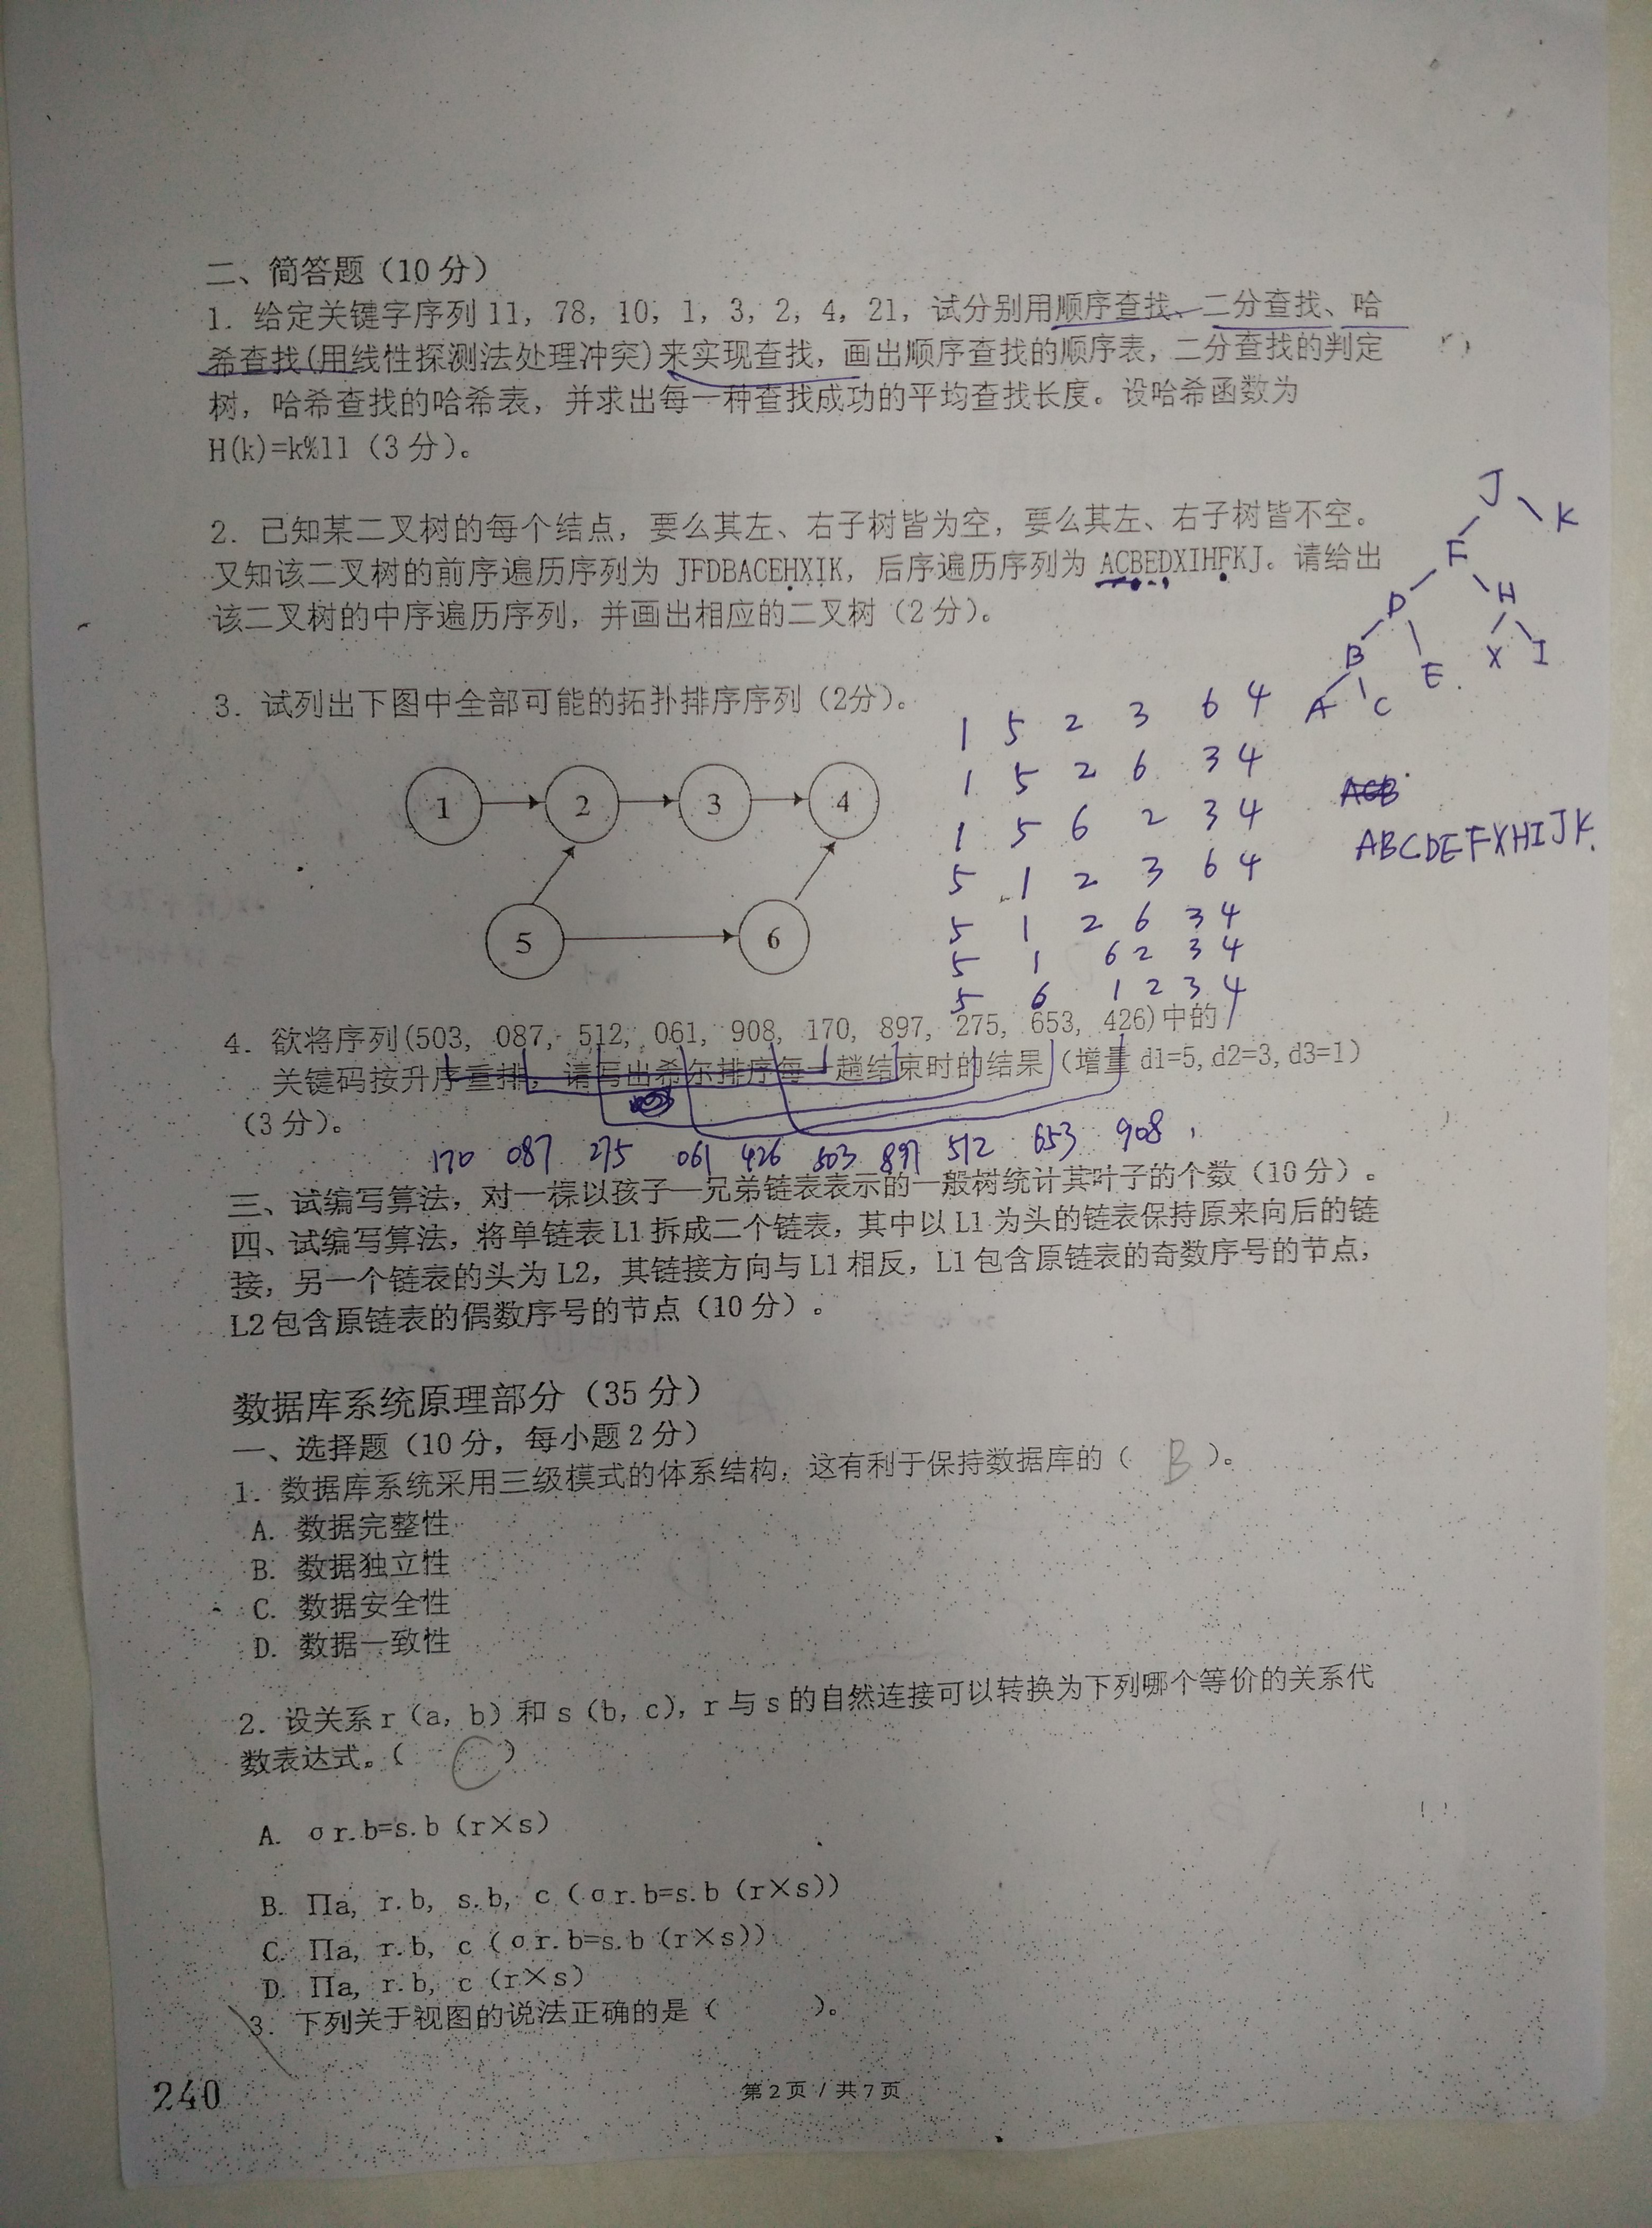 二、简答题（10分）
1. 给定关键字序列11, 78, 10, 1, 3, 2, 4, 21, 试分别用顺序查找、二分查找、哈
希查找(用线性探测法处理冲突)来实现查找, 画出顺序查找的顺序表, 二分查找的判定
树, 哈希查找的哈希表, 并求出每一种查找成功的平均查找长度。设哈希函数为
H(k)=k%11（3分）。
2. 已知某二叉树的每个结点, 要么其左、右子树皆为空, 要么其左、右子树皆不空。
又知该二叉树的前序遍历序列为 JFDBACEHXIK, 后序遍历序列为 ACBEDXIHFKJ。请给出
该二叉树的中序遍历序列, 并画出相应的二叉树（2分）。
J
K
F
D
H
B
E
X
I
A
C
3. 试列出下图中全部可能的拓扑排序序列（2分）。
1
2
3
4
5
6
1 5 2 3 6 4
1 5 2 6 3 4
1 5 6 2 3 4
5 1 2 3 6 4
5 1 2 6 3 4
5 1 6 2 3 4
5 6 1 2 3 4
ABCDEFXHIJK.
4. 欲将序列(503, 087, 512, 061, 908, 170, 897, 275, 653, 426)中的
关键码按升序重排, 请写出希尔排序每一趟结束时的结果（增量 d1=5, d2=3, d3=1）
（3分）。
170 087 275 061 426 503 897 512 653 908
三、试编写算法, 对一棵以孩子—兄弟链表表示的一般树统计其叶子的个数（10分）。
四、试编写算法, 将单链表L1拆成二个链表, 其中以L1为头的链表保持原来向后的链
接, 另一个链表的头为L2, 其链接方向与L1相反, L1包含原链表的奇数序号的节点,
L2包含原链表的偶数序号的节点（10分）。
数据库系统原理部分（35分）
一、选择题（10分, 每小题2分）
1. 数据库系统采用三级模式的体系结构, 这有利于保持数据库的（ B ）。
A. 数据完整性
B. 数据独立性
C. 数据安全性
D. 数据一致性
2. 设关系r（a, b）和s（b, c）, r与s的自然连接可以转换为下列哪个等价的关系代
数表达式。（ C ）
A. σr.b=s.b（r×s）
B. Πa, r.b, s.b, c（σr.b=s.b（r×s））
C. Πa, r.b, c（σr.b=s.b（r×s））
D. Πa, r.b, c（r×s）
3. 下列关于视图的说法正确的是（ ）。
240
第 2 页 / 共 7 页